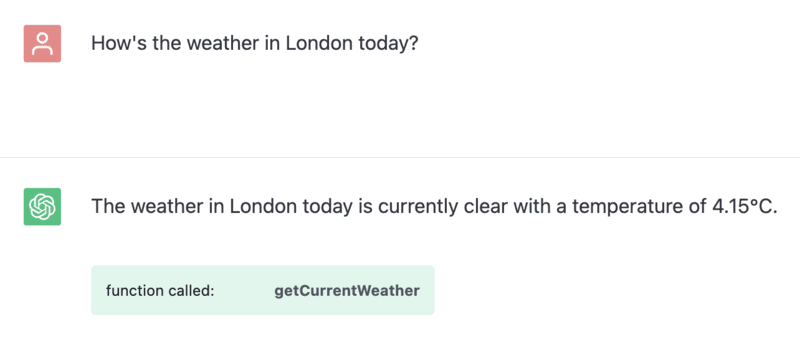 How's the weather in London today?
The weather in London today is currently clear with a temperature of 4.15°C.
function called: getCurrentWeather